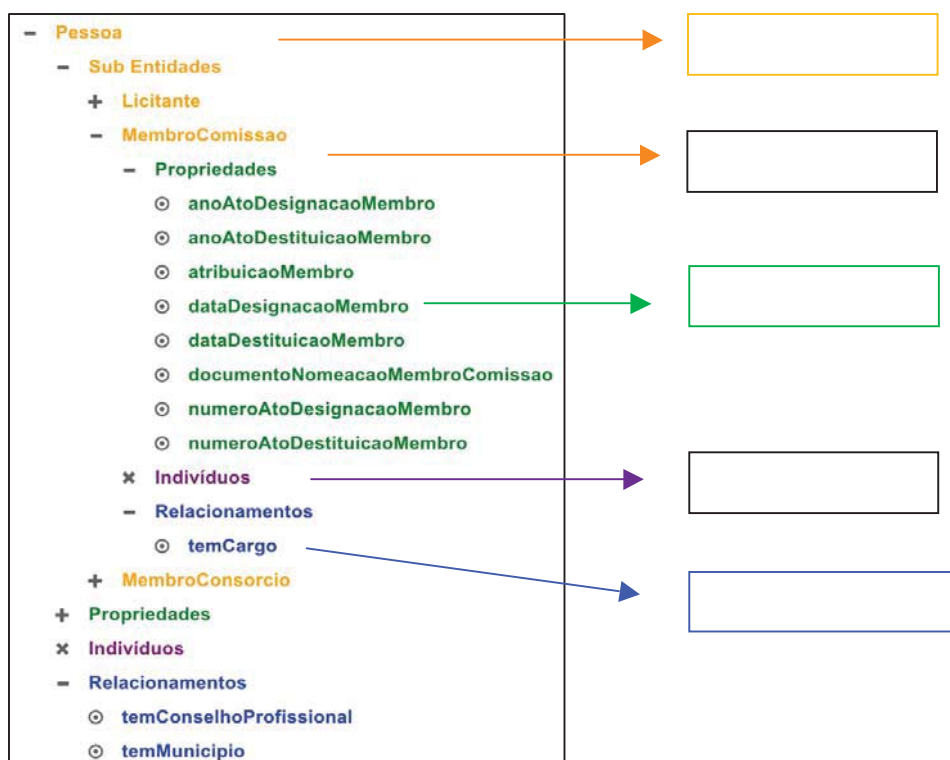 Pessoa
Sub Entidades
Licitante
MembroComissao
Propriedades
anoAtoDesignacaoMembro
anoAtoDestituicaoMembro
atribuicaoMembro
dataDesignacaoMembro
dataDestituicaoMembro
documentoNomeacaoMembroComissao
numeroAtoDesignacaoMembro
numeroAtoDestituicaoMembro
Indivíduos
Relacionamentos
temCargo
MembroConsorcio
Propriedades
Indivíduos
Relacionamentos
temConselhoProfissional
temMunicipio